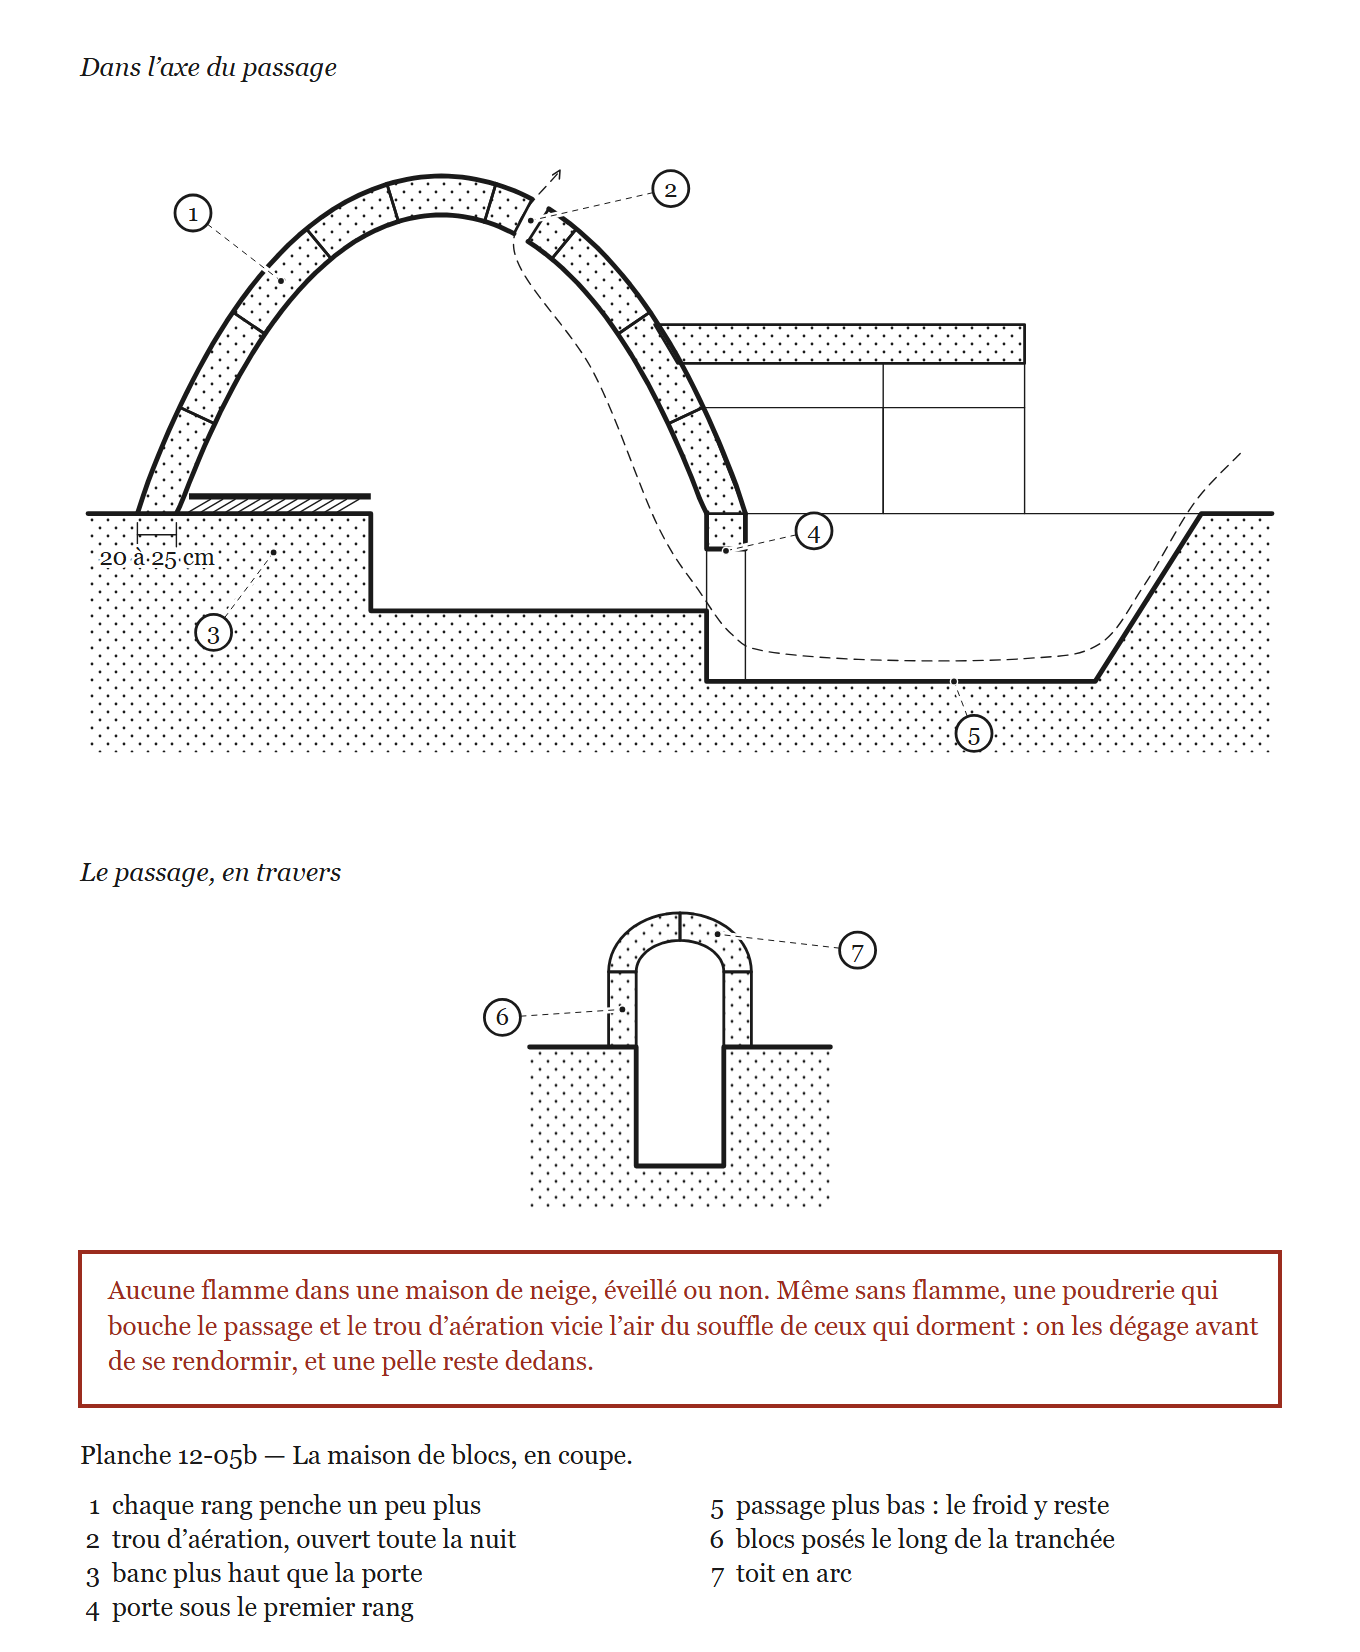 Dans l’axe du passage
1
2
20 à 25 cm
3
4
5
Le passage, en travers
6
7
Aucune flamme dans une maison de neige, éveillé ou non. Même sans flamme, une poudrerie qui
bouche le passage et le trou d’aération vicie l’air du souffle de ceux qui dorment : on les dégage avant
de se rendormir, et une pelle reste dedans.
Planche 12-05b — La maison de blocs, en coupe.
1 chaque rang penche un peu plus
2 trou d’aération, ouvert toute la nuit
3 banc plus haut que la porte
4 porte sous le premier rang
5 passage plus bas : le froid y reste
6 blocs posés le long de la tranchée
7 toit en arc